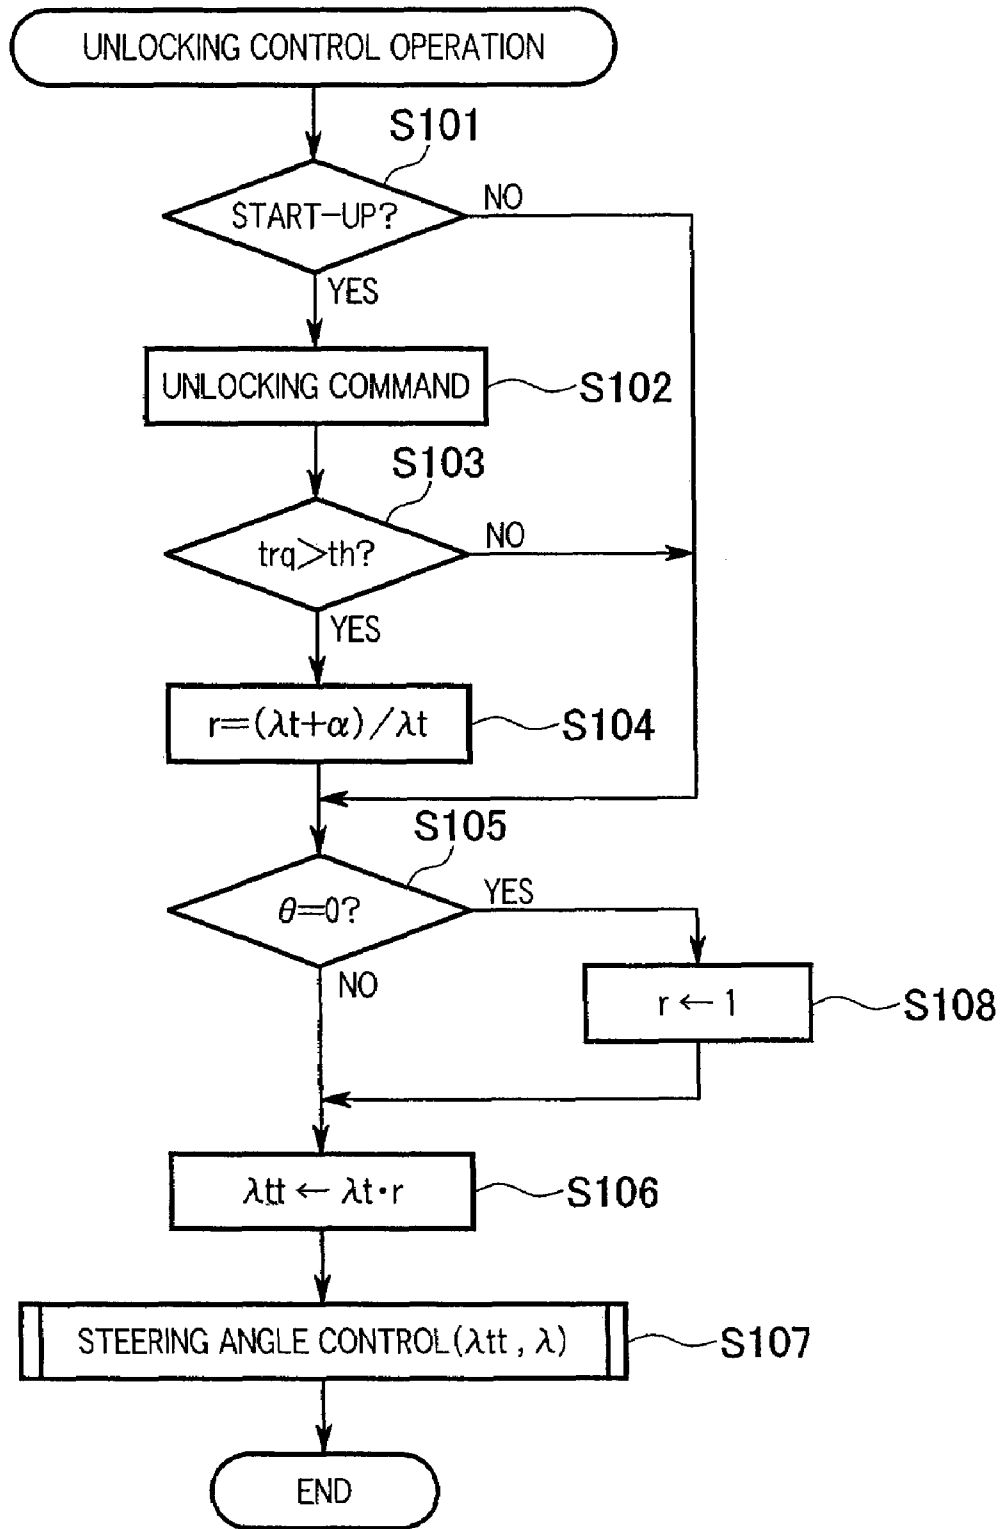 UNLOCKING CONTROL OPERATION
S101
START-UP?
NO
YES
UNLOCKING COMMAND
S102
S103
trq>th?
NO
YES
r=(λt+α)/λt
S104
S105
θ=0?
YES
NO
r ← 1
S108
λtt ← λt·r
S106
STEERING ANGLE CONTROL(λtt , λ)
S107
END